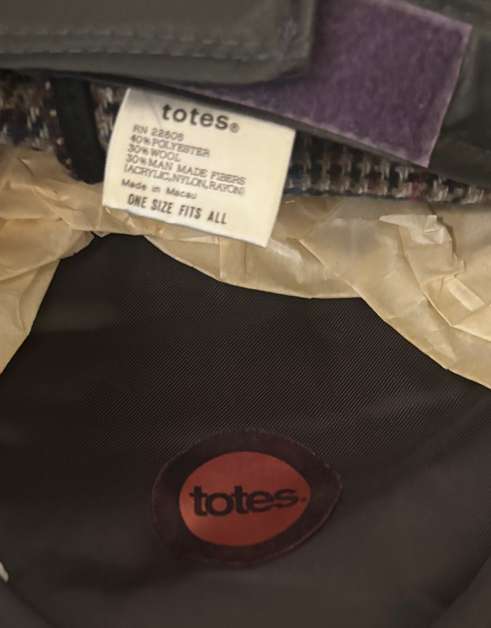 totes®
RN 22605
40% POLYESTER
30% WOOL
30% MAN MADE FIBERS
(ACRYLIC,NYLON,RAYON)
Made in Macau
ONE SIZE FITS ALL
totes®